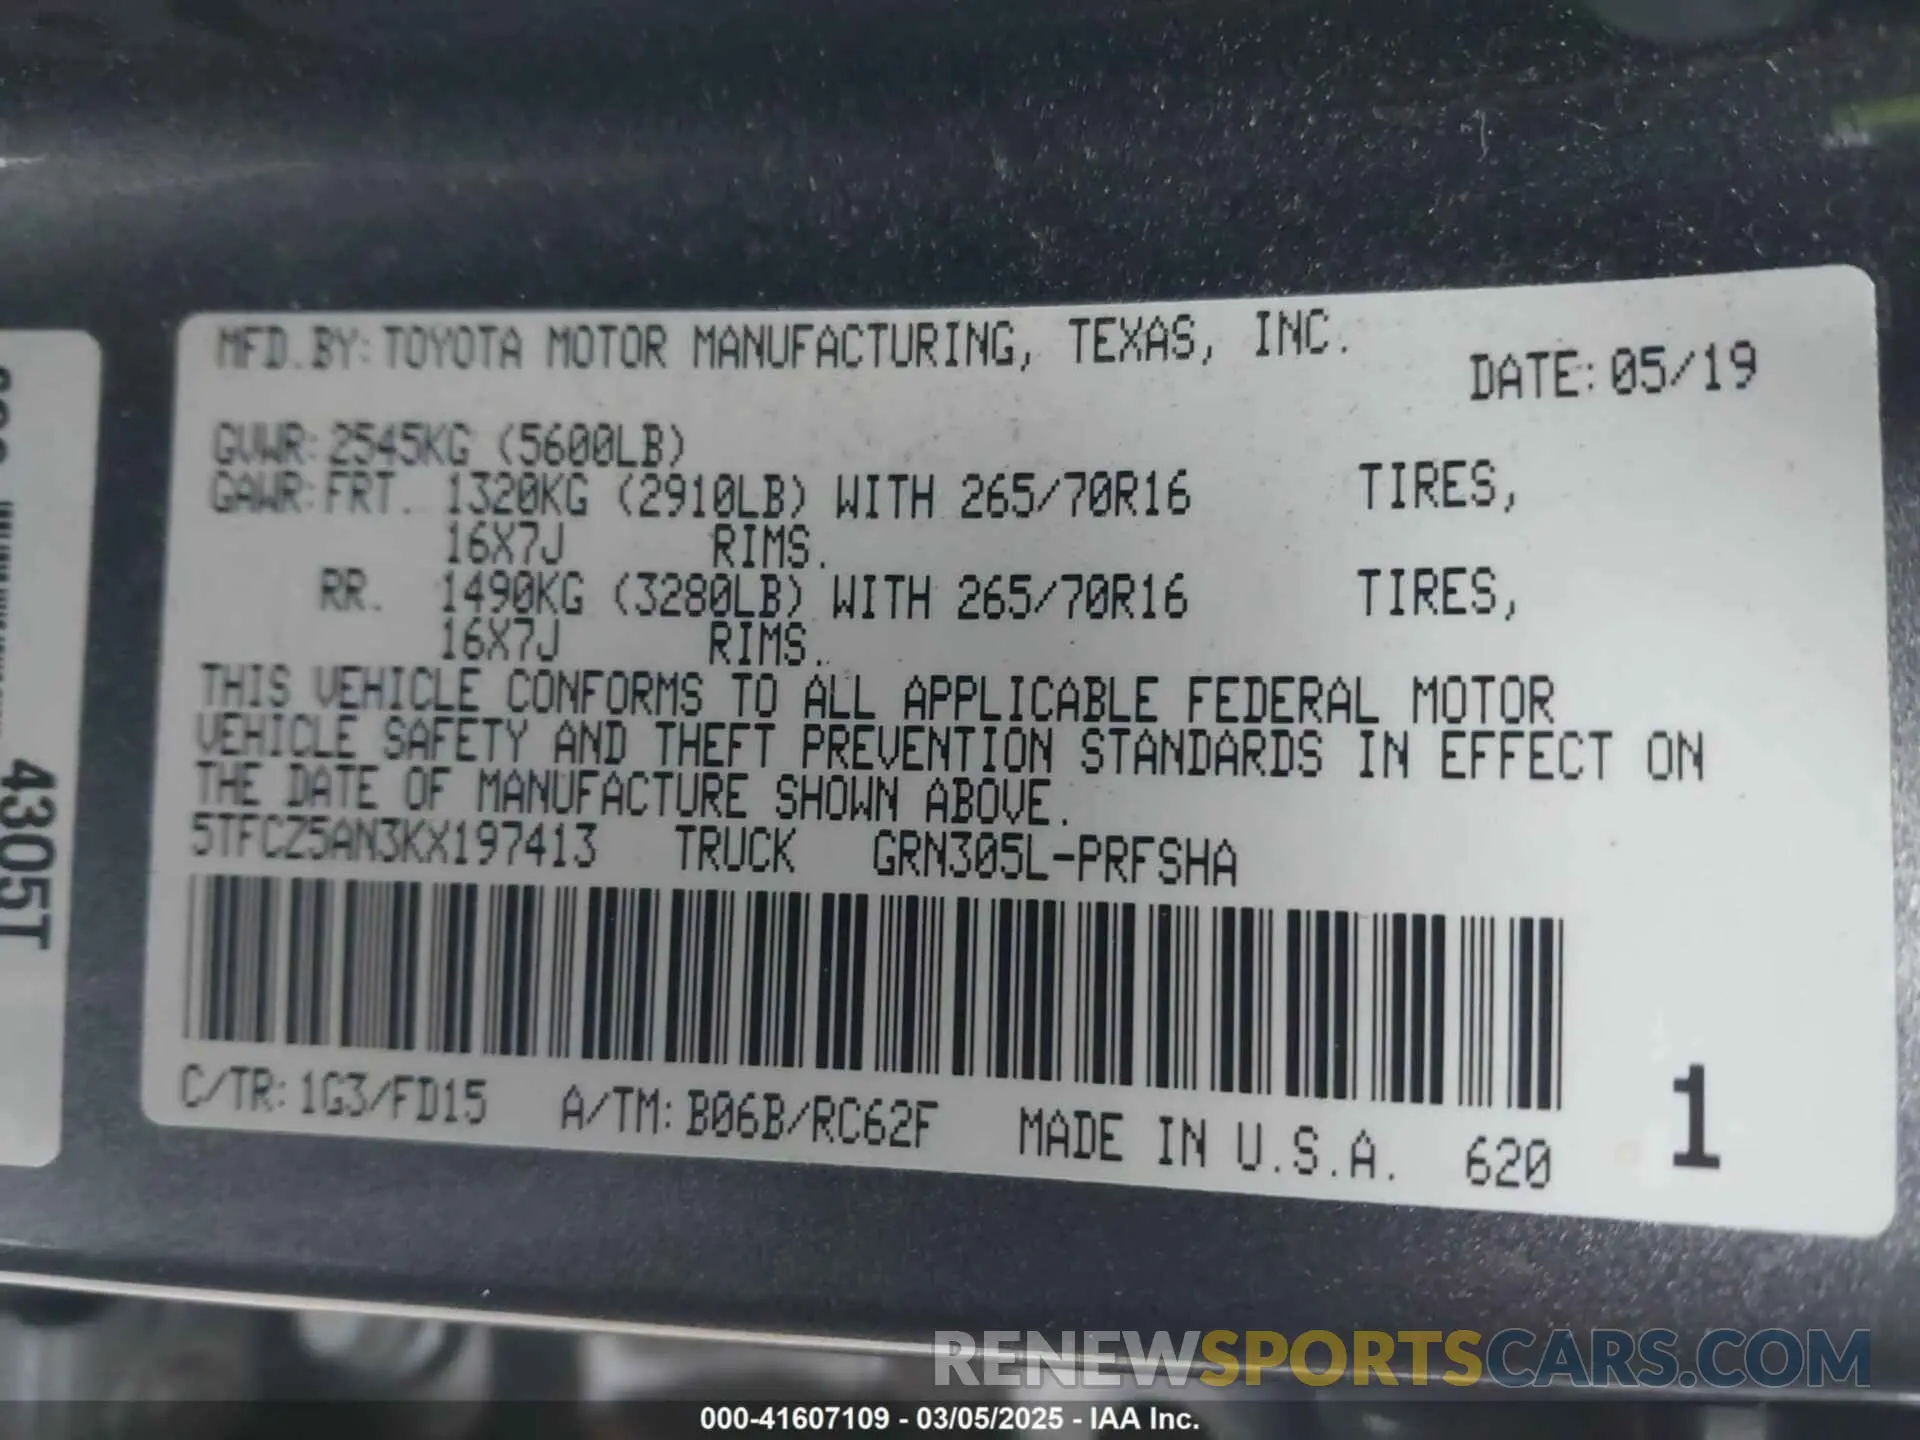 MFD.BY:TOYOTA MOTOR MANUFACTURING, TEXAS, INC.
DATE:05/19
GVWR:2545KG (5600LB)
GAWR:FRT. 1320KG (2910LB) WITH 265/70R16 TIRES,
16X7J RIMS.
RR. 1490KG (3280LB) WITH 265/70R16 TIRES,
16X7J RIMS.
THIS VEHICLE CONFORMS TO ALL APPLICABLE FEDERAL MOTOR
VEHICLE SAFETY AND THEFT PREVENTION STANDARDS IN EFFECT ON
THE DATE OF MANUFACTURE SHOWN ABOVE.
5TFCZ5AN3KX197413 TRUCK GRN305L-PRFSHA
C/TR:1G3/FD15 A/TM:B06B/RC62F MADE IN U.S.A. 620
1
4305T
RENEWSPORTSCARS.COM
000-41607109 - 03/05/2025 - IAA Inc.